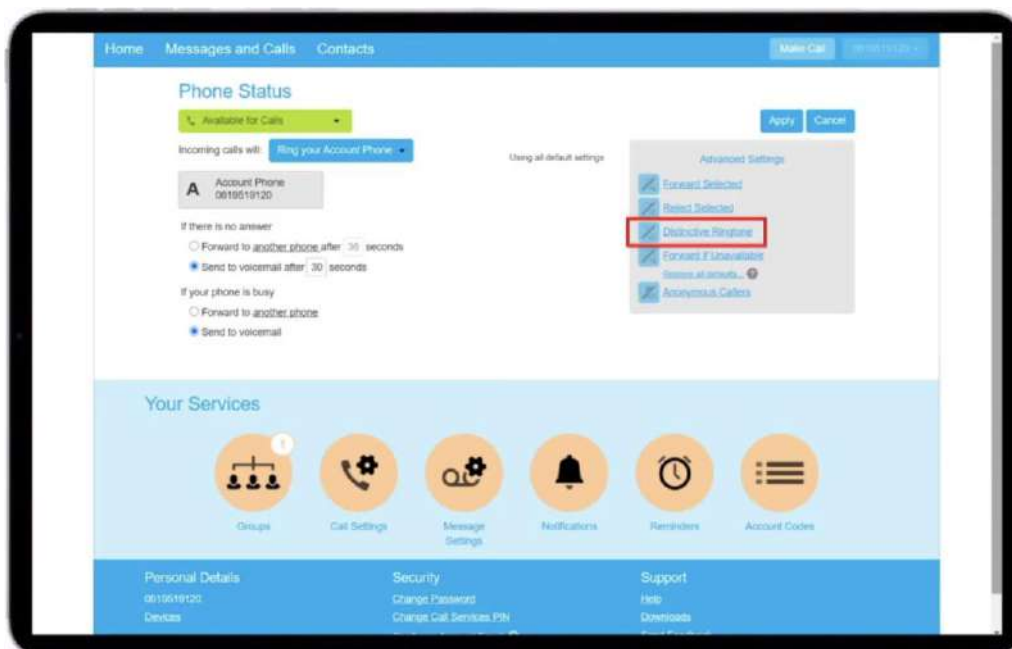 Home Messages and Calls Contacts
Make Call
Phone Status
Available for Calls
Apply Cancel
Incoming calls will: Ring your Account Phone
Using all default settings
Advanced Settings
A Account Phone
0819519120
Forward Selected
Reject Selected
Distinctive Ringtone
Forward If Unavailable
Anonymous Callers
If there is no answer
Forward to another phone after 36 seconds
Send to voicemail after 30 seconds
If your phone is busy
Forward to another phone
Send to voicemail
Your Services
Groups
Call Settings
Message
Settings
Notifications
Reminders
Account Codes
Personal Details
Devices
Security
Change Password
Change Call Services PIN
Support
Help
Downloads
Send Feedback